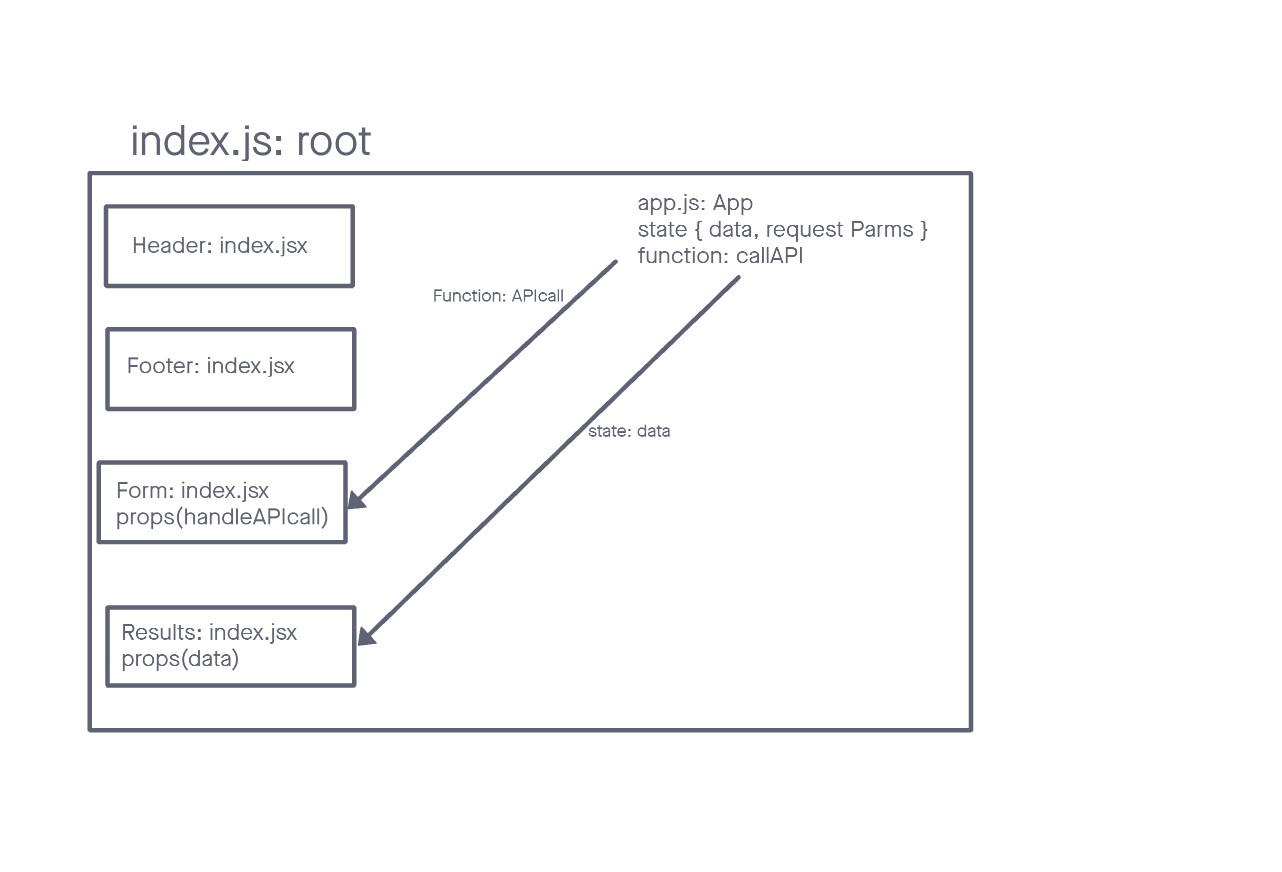 index.js: root
Header: index.jsx
app.js: App
state { data, request Parms }
function: callAPI
Function: APIcall
Footer: index.jsx
state: data
Form: index.jsx
props(handleAPIcall)
Results: index.jsx
props(data)